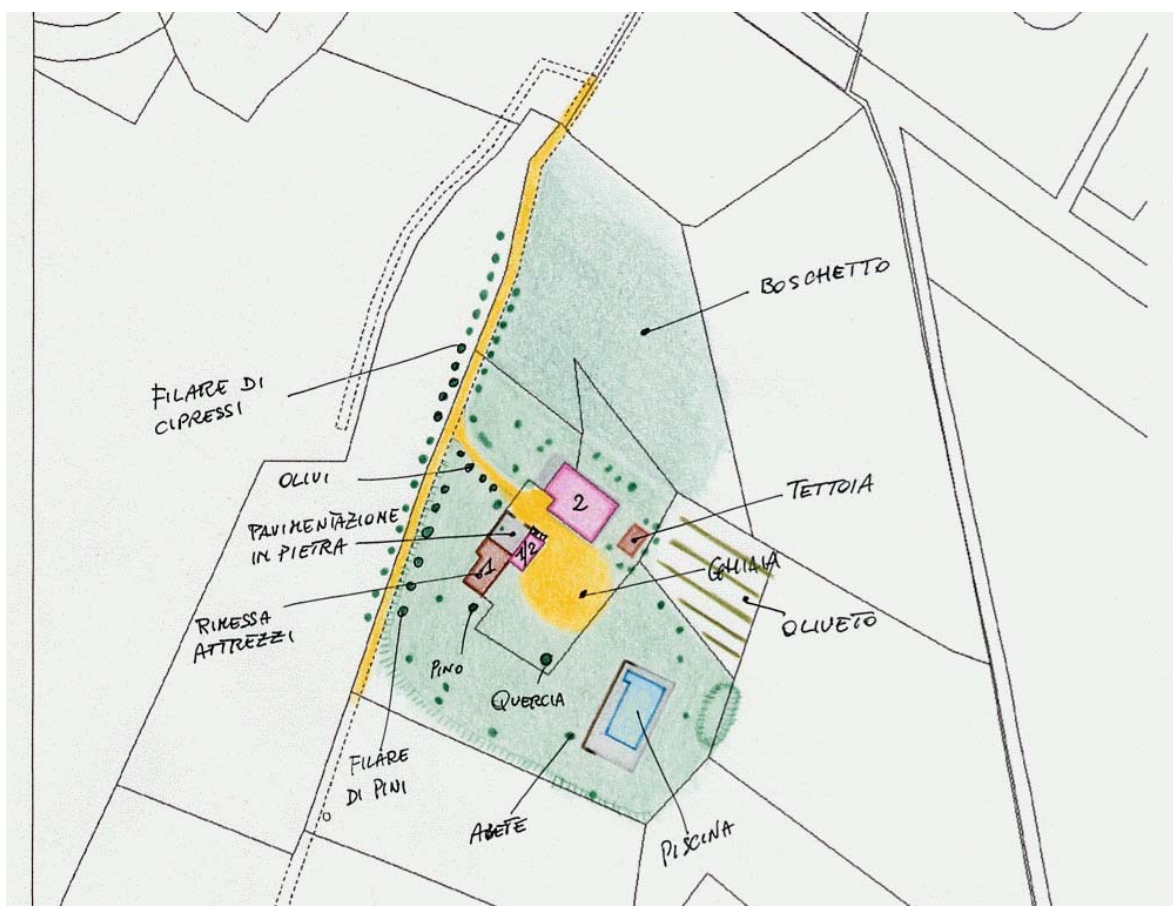 BOSCHETTO
FILARE DI
CIPRESSI
OLIVI
TETTOIA
2
PAVIMENTAZIONE
IN PIETRA
1/2
1
GHIAIA
RIMESSA
ATTREZZI
OLIVETO
PINO
QUERCIA
FILARE
DI PINI
ABETE
PISCINA